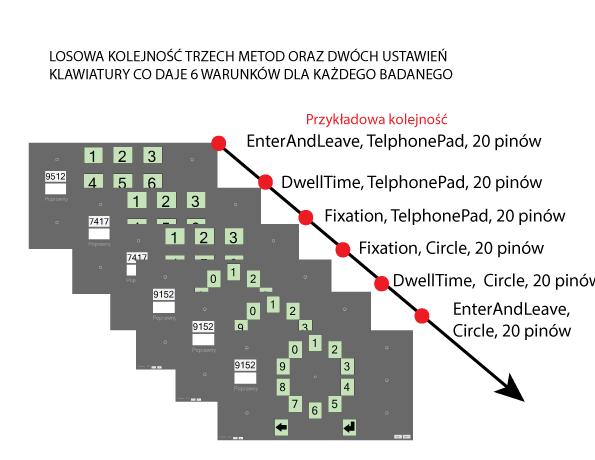 LOSOWA KOLEJNOŚĆ TRZECH METOD ORAZ DWÓCH USTAWIEŃ
KLAWIATURY CO DAJE 6 WARUNKÓW DLA KAŻDEGO BADANEGO
Przykładowa kolejność
EnterAndLeave, TelphonePad, 20 pinów
DwellTime, TelphonePad, 20 pinów
Fixation, TelphonePad, 20 pinów
Fixation, Circle, 20 pinów
DwellTime, Circle, 20 pinów
EnterAndLeave,
Circle, 20 pinów
1 2 3
9512
4 5 6
Poprawny
1 2 3
7417
Poprawny
1 2 3
7417
Pop
1
0 2
9152
Poprawny
1
0 2
9 3
9152
Poprawny
1
0 2
9 3
9152
8 4
7 5
6
Poprawny